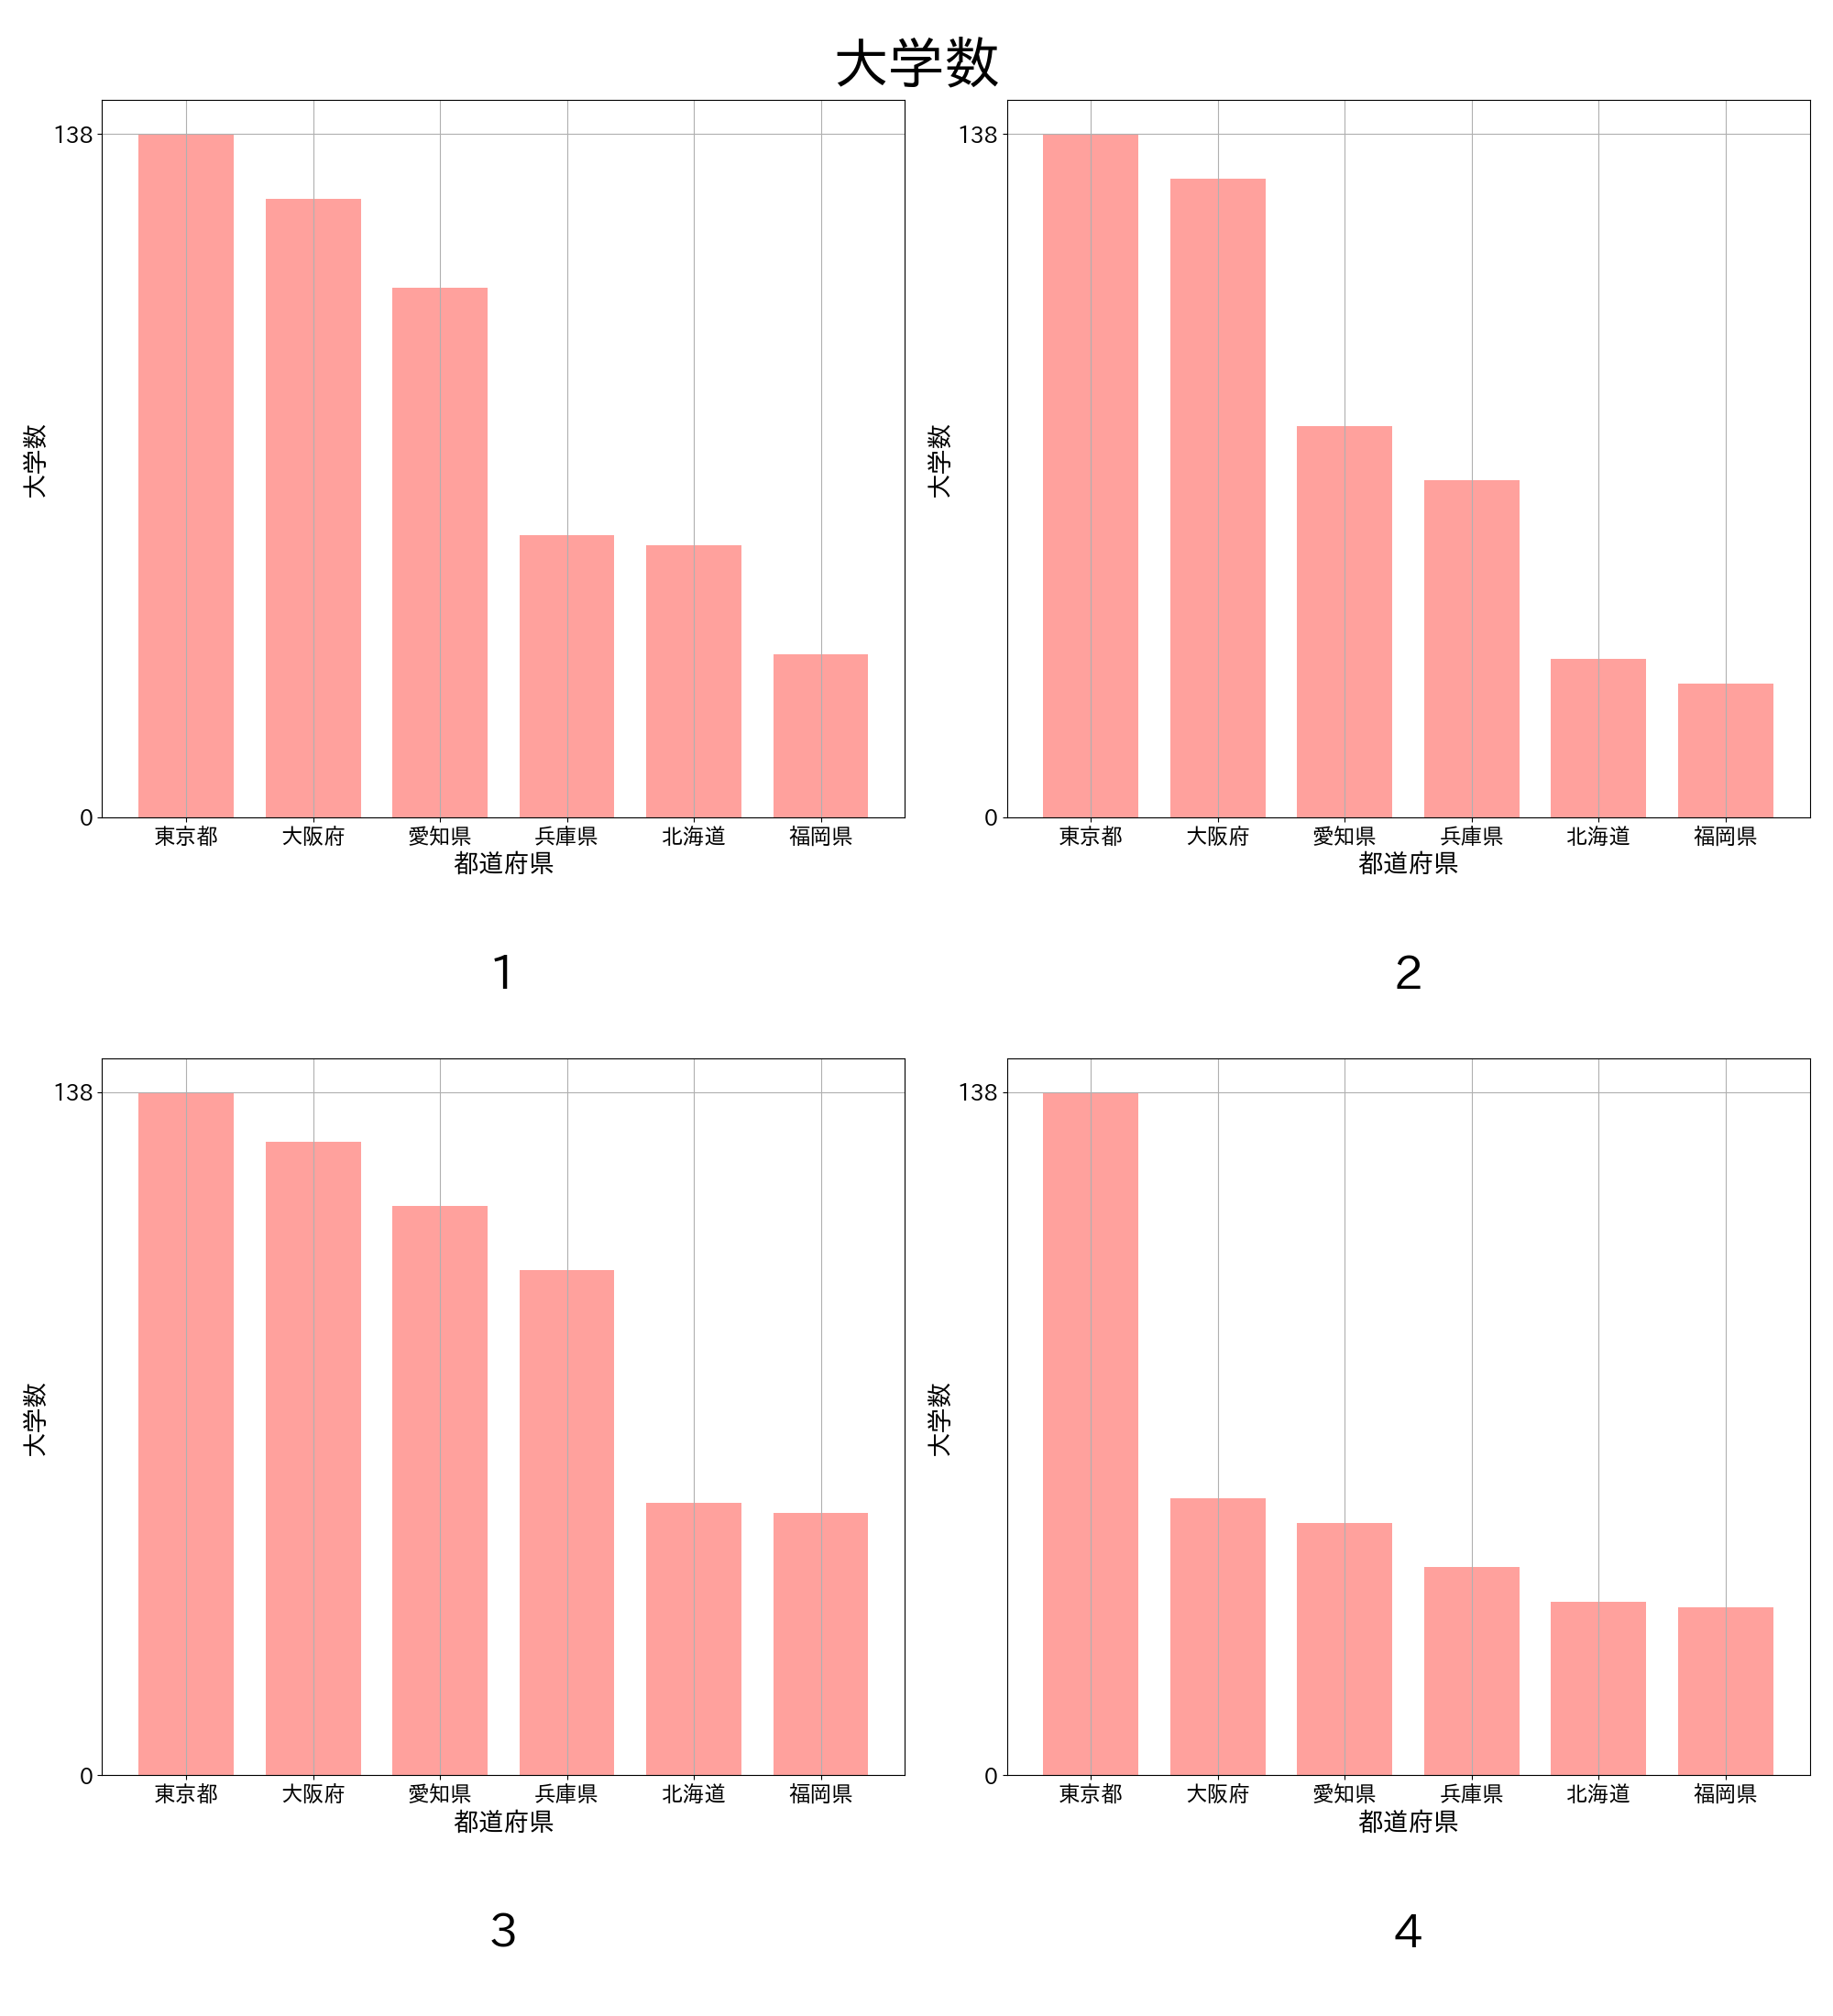 大学数
138
0
大学数
東京都 大阪府 愛知県 兵庫県 北海道 福岡県
都道府県
1
138
0
大学数
東京都 大阪府 愛知県 兵庫県 北海道 福岡県
都道府県
2
138
0
大学数
東京都 大阪府 愛知県 兵庫県 北海道 福岡県
都道府県
3
138
0
大学数
東京都 大阪府 愛知県 兵庫県 北海道 福岡県
都道府県
4